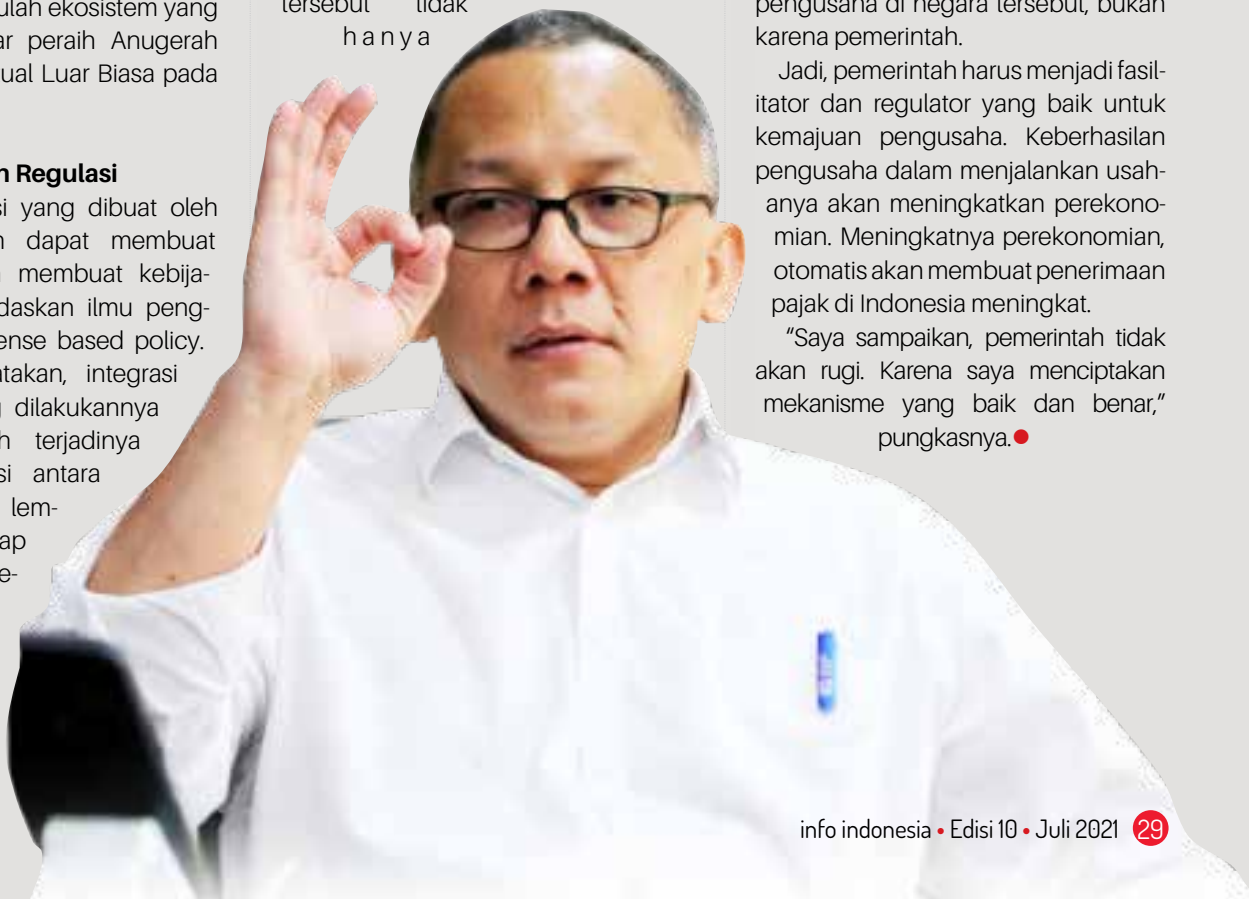 ulah ekosistem yang
ar peraih Anugerah
ual Luar Biasa pada
n Regulasi
si yang dibuat oleh
n dapat membuat
membuat kebija-
daskan ilmu peng-
ense based policy.
atakan, integrasi
g dilakukannya
h terjadinya
si antara
lem-
ap
e-
tersebut tidak
hanya
pengusaha di negara tersebut, bukan
karena pemerintah.
Jadi, pemerintah harus menjadi fasil-
itator dan regulator yang baik untuk
kemajuan pengusaha. Keberhasilan
pengusaha dalam menjalankan usah-
anya akan meningkatkan perekono-
mian. Meningkatnya perekonomian,
otomatis akan membuat penerimaan
pajak di Indonesia meningkat.
“Saya sampaikan, pemerintah tidak
akan rugi. Karena saya menciptakan
mekanisme yang baik dan benar,”
pungkasnya.●
info indonesia • Edisi 10 • Juli 2021 29